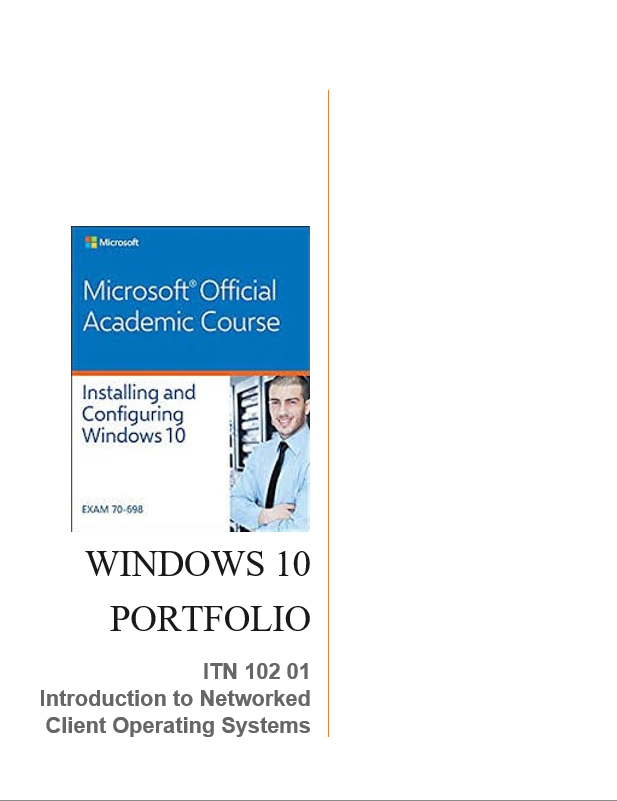 Microsoft
Microsoft® Official
Academic Course
Installing and
Configuring
Windows 10
EXAM 70-698
WINDOWS 10
PORTFOLIO
ITN 102 01
Introduction to Networked
Client Operating Systems